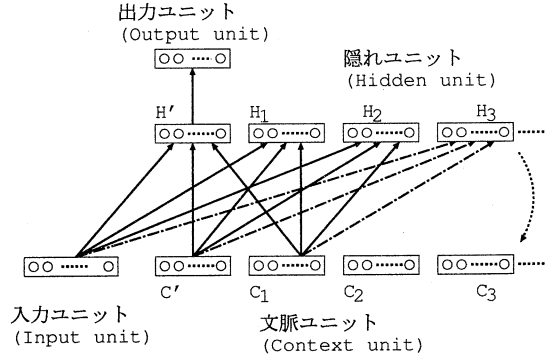 出力ユニット
(Output unit)
隠れユニット
(Hidden unit)
H′ H1 H2 H3
C′ C1 C2 C3
入力ユニット
(Input unit)
文脈ユニット
(Context unit)